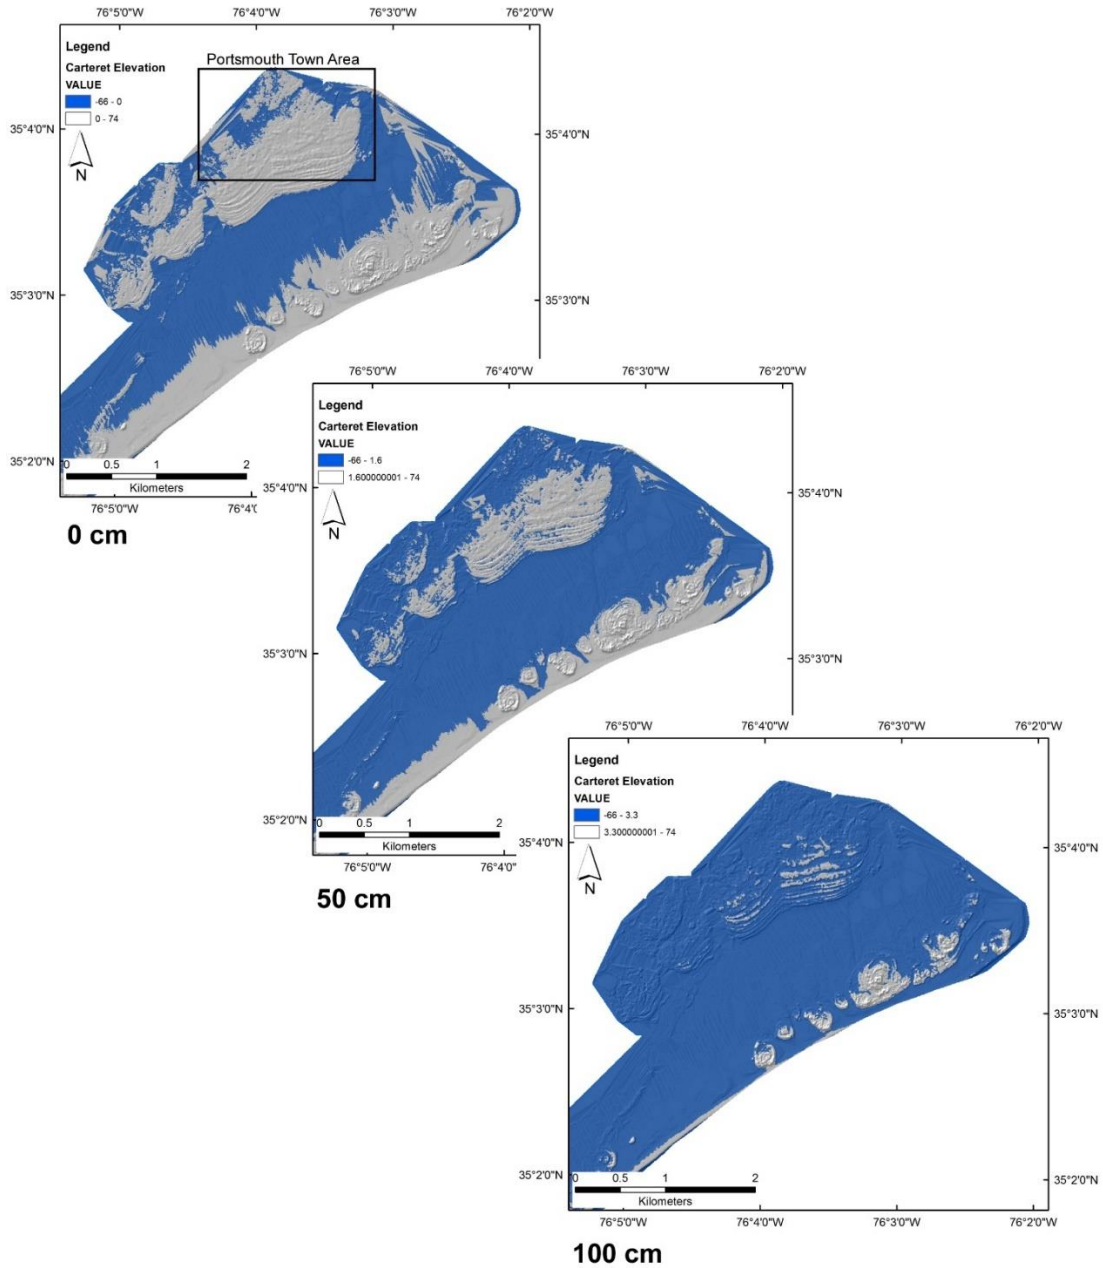 76°5'0"W 76°4'0"W 76°3'0"W 76°2'0"W
Legend
Carteret Elevation
VALUE
-66 - 0
0 - 74
N
Portsmouth Town Area
35°4'0"N 35°4'0"N
35°3'0"N 35°3'0"N
35°2'0"N
0 0.5 1 2
Kilometers
76°5'0"W 76°4'0
0 cm
76°5'0"W 76°4'0"W 76°3'0"W 76°2'0"W
Legend
Carteret Elevation
VALUE
-66 - 1.6
1.600000001 - 74
N
35°4'0"N 35°4'0"N
35°3'0"N 35°3'0"N
35°2'0"N
0 0.5 1 2
Kilometers
76°5'0"W 76°4'0
50 cm
76°5'0"W 76°4'0"W 76°3'0"W 76°2'0"W
Legend
Carteret Elevation
VALUE
-66 - 3.3
3.300000001 - 74
N
35°4'0"N 35°4'0"N
35°3'0"N 35°3'0"N
35°2'0"N 35°2'0"N
0 0.5 1 2
Kilometers
76°5'0"W 76°4'0"W 76°3'0"W 76°2'0"W
100 cm